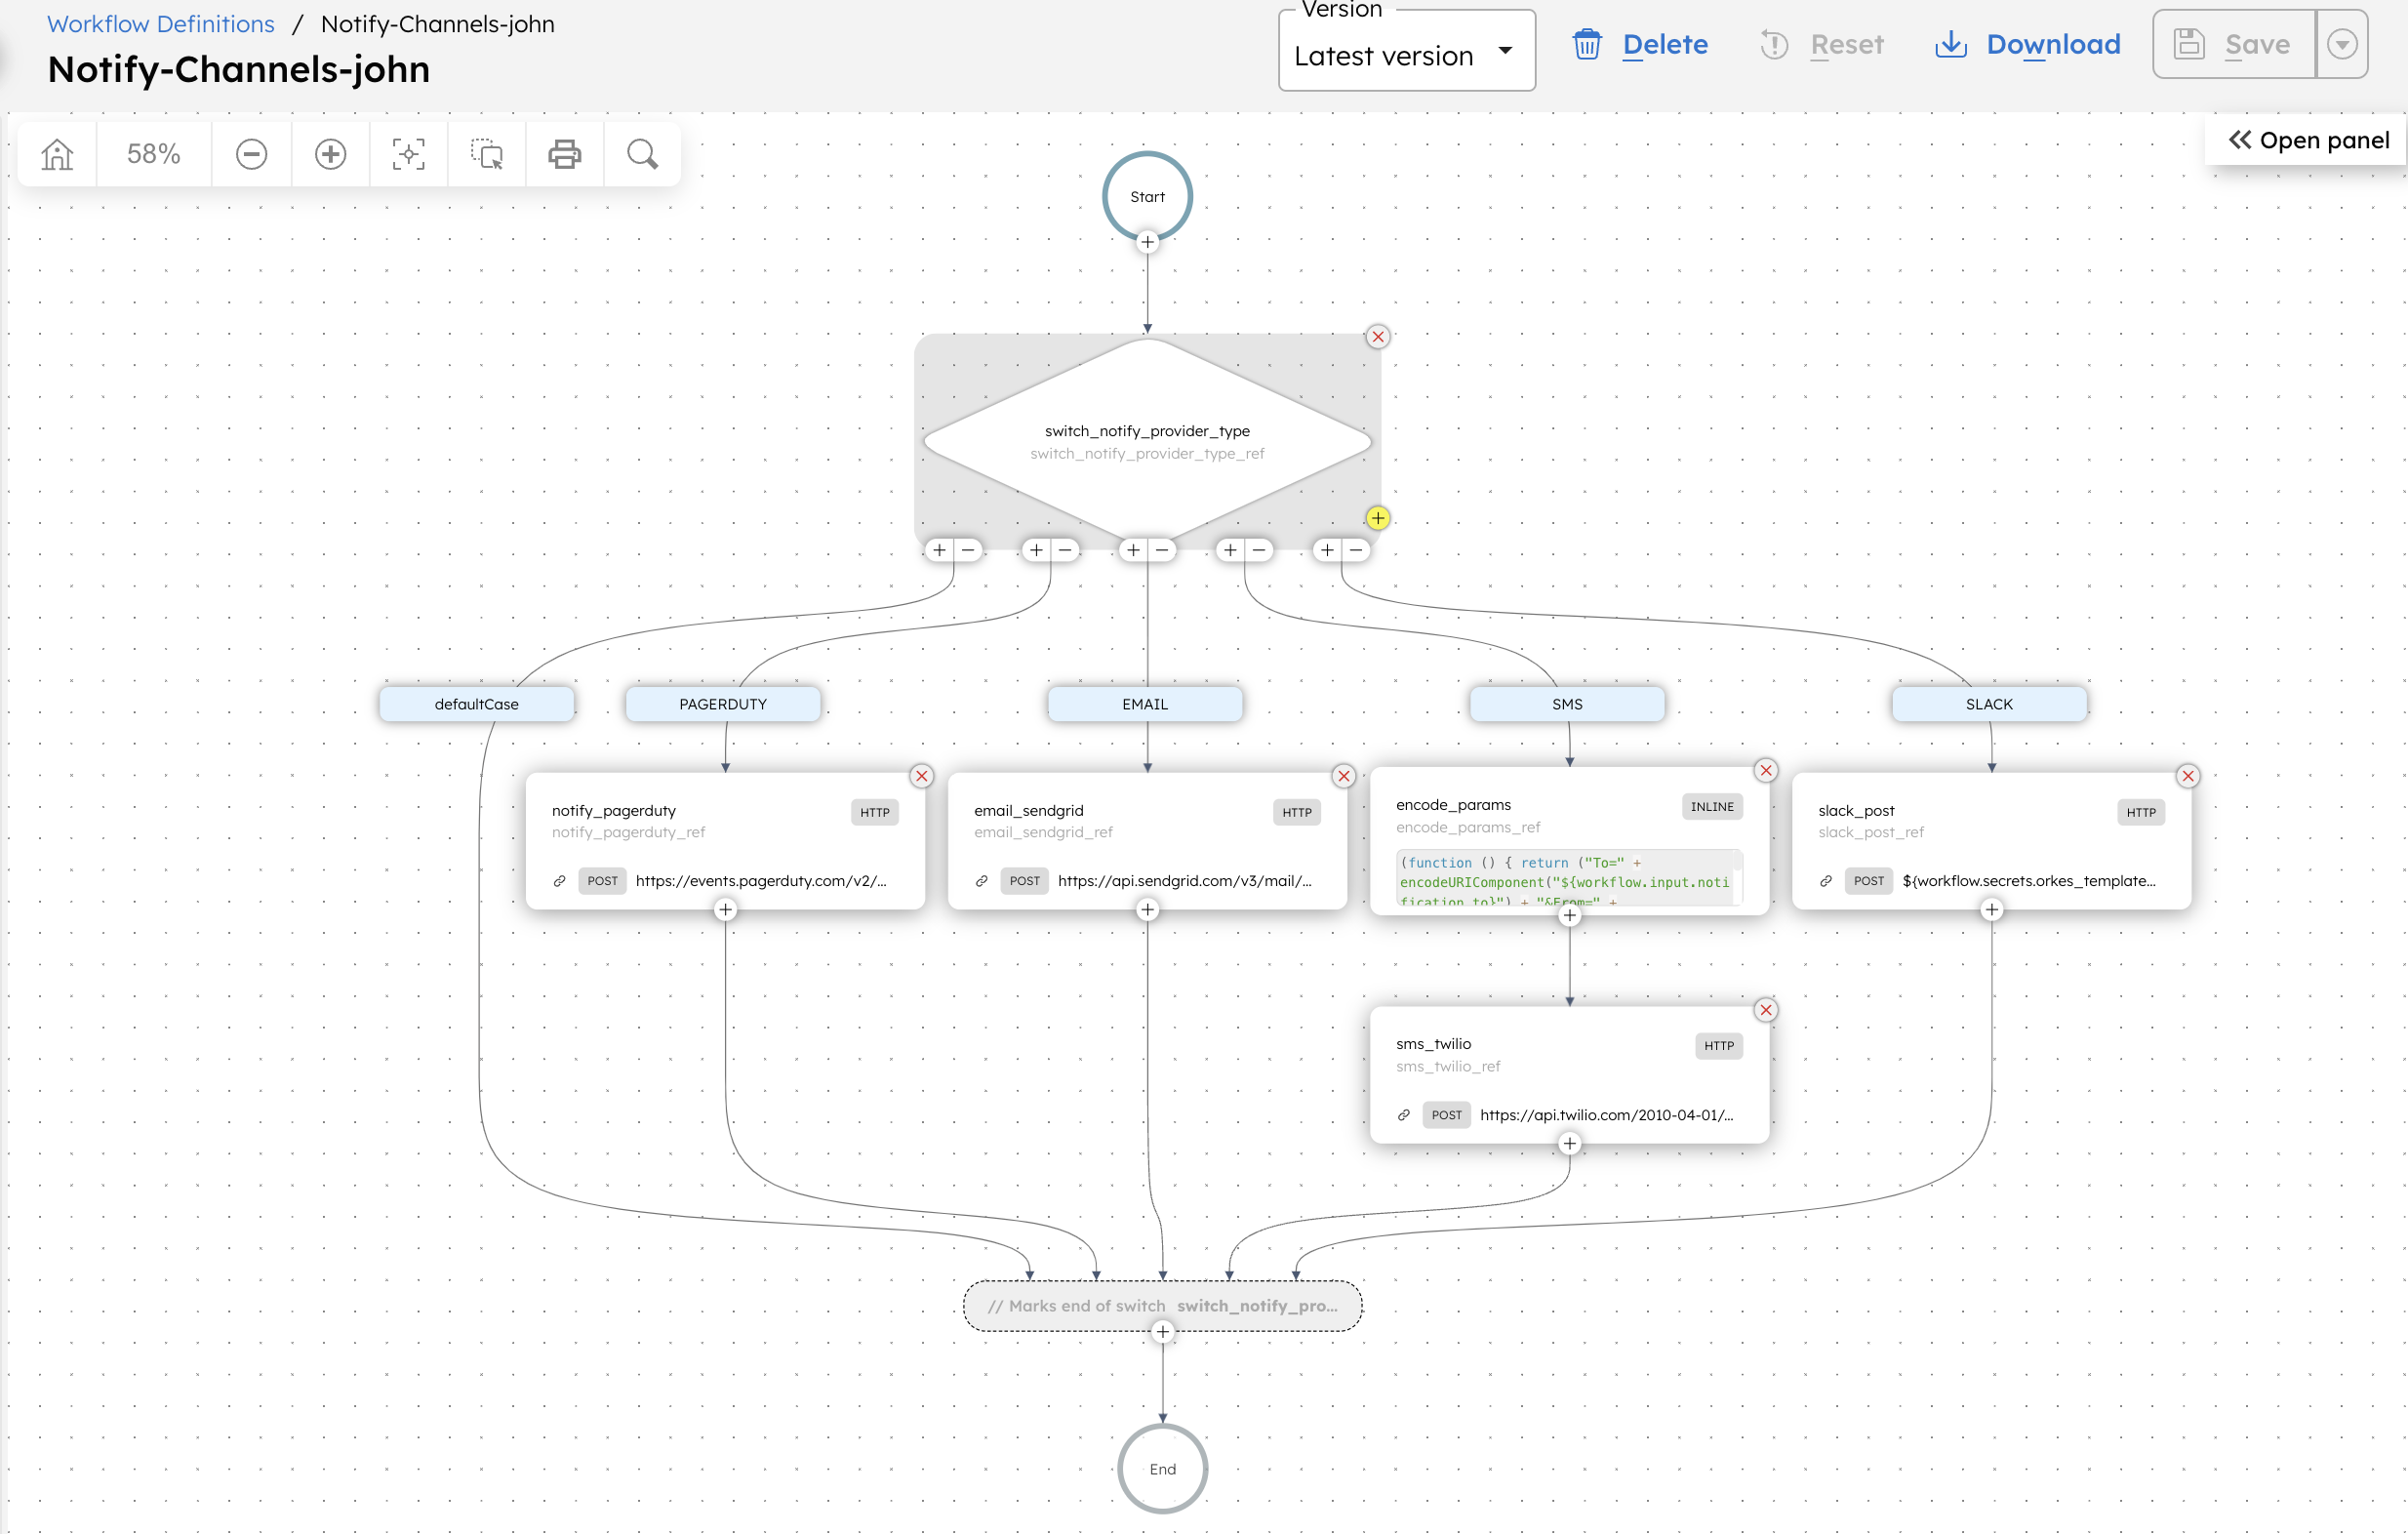 Workflow Definitions / Notify-Channels-john
Notify-Channels-john
Version
Latest version
Delete
Reset
Download
Save
58%
Open panel
Start
switch_notify_provider_type
switch_notify_provider_type_ref
defaultCase
PAGERDUTY
EMAIL
SMS
SLACK
notify_pagerduty
HTTP
notify_pagerduty_ref
POST https://events.pagerduty.com/v2/...
email_sendgrid
HTTP
email_sendgrid_ref
POST https://api.sendgrid.com/v3/mail/...
encode_params
INLINE
encode_params_ref
(function () { return ("To=" +
encodeURIComponent("${workflow.input.noti
fication_to}") + "&From=" +
slack_post
HTTP
slack_post_ref
POST ${workflow.secrets.orkes_template...
sms_twilio
HTTP
sms_twilio_ref
POST https://api.twilio.com/2010-04-01/...
// Marks end of switch switch_notify_pro...
End